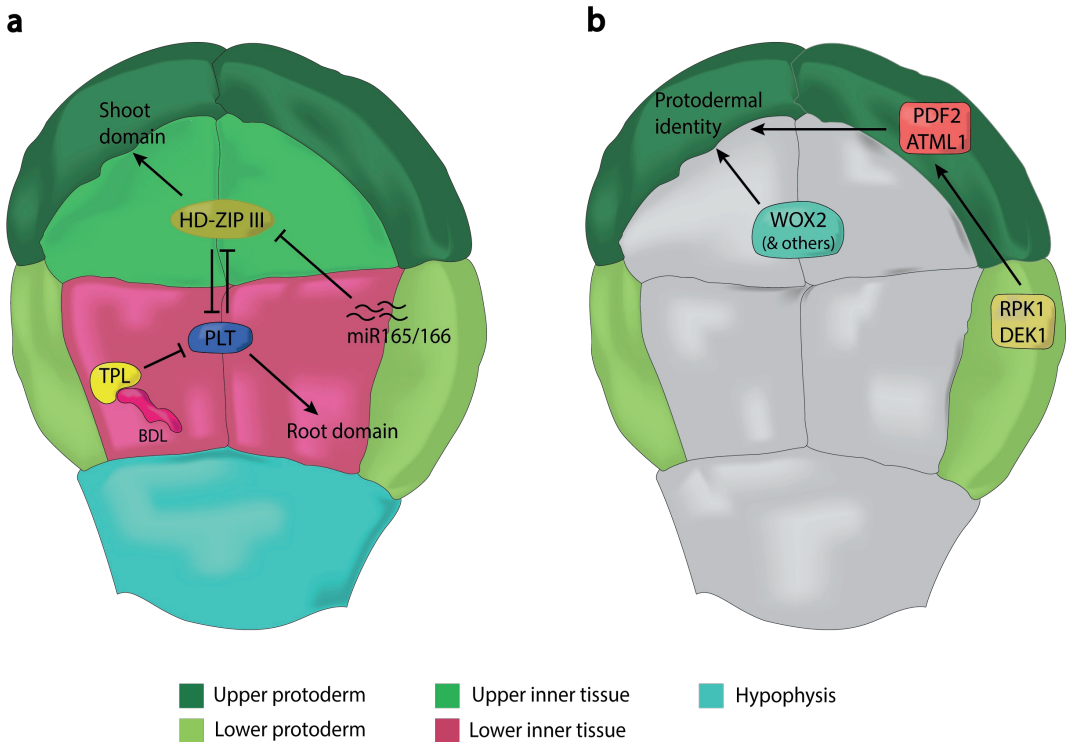 a
Shoot
domain
HD-ZIP III
miR165/166
PLT
TPL
BDL
Root domain
b
Protodermal
identity
PDF2
ATML1
WOX2
(& others)
RPK1
DEK1
Upper protoderm
Lower protoderm
Upper inner tissue
Lower inner tissue
Hypophysis